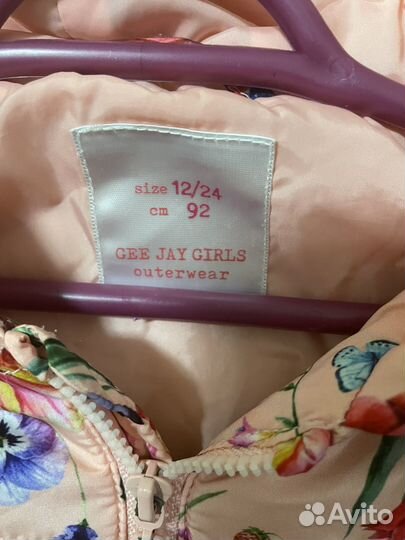 size 12/24
cm 92
GEE JAY GIRLS
outerwear
Avito